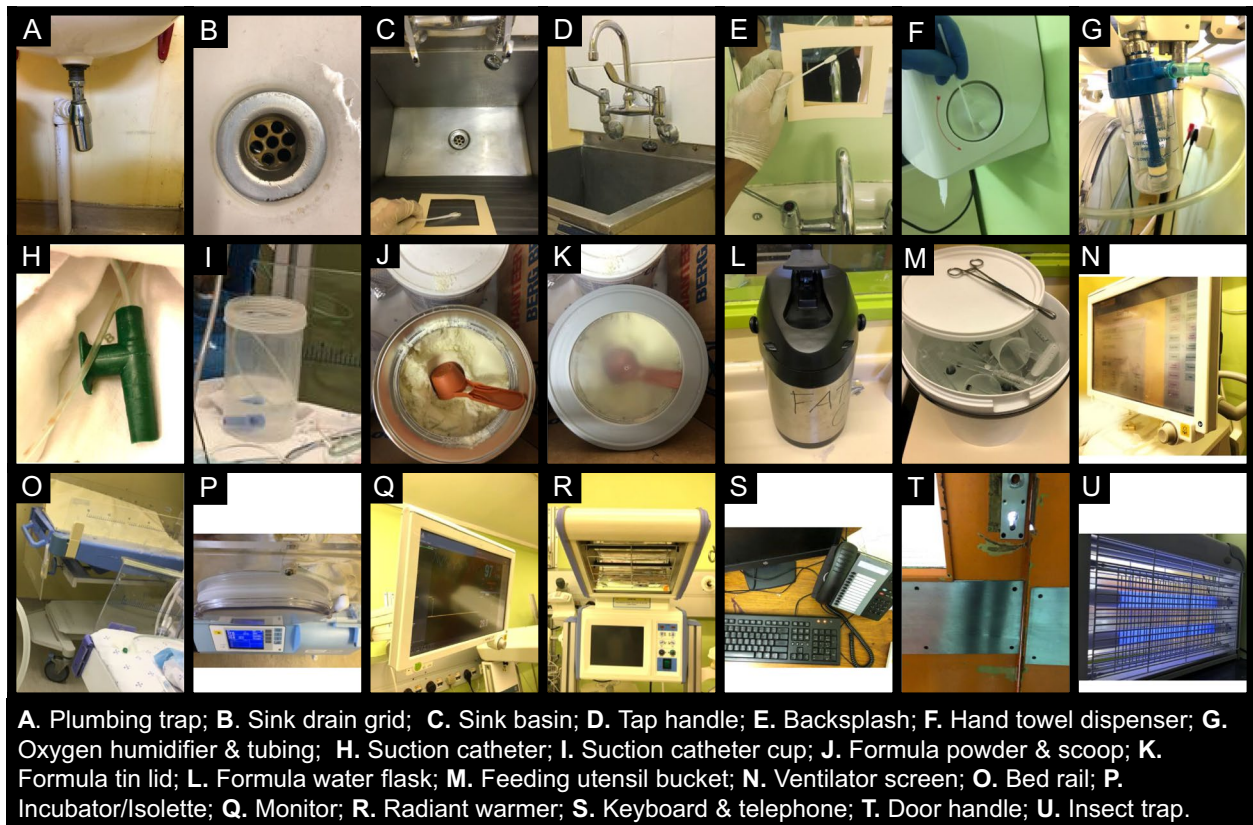 A
B
C
D
E
F
G
H
B
I
J
BERG R
K
BERG R
L
FAT
M
N
O
P
Q
R
S
T
U
A. Plumbing trap; B. Sink drain grid; C. Sink basin; D. Tap handle; E. Backsplash; F. Hand towel dispenser; G.
Oxygen humidifier & tubing; H. Suction catheter; I. Suction catheter cup; J. Formula powder & scoop; K.
Formula tin lid; L. Formula water flask; M. Feeding utensil bucket; N. Ventilator screen; O. Bed rail; P.
Incubator/Isolette; Q. Monitor; R. Radiant warmer; S. Keyboard & telephone; T. Door handle; U. Insect trap.